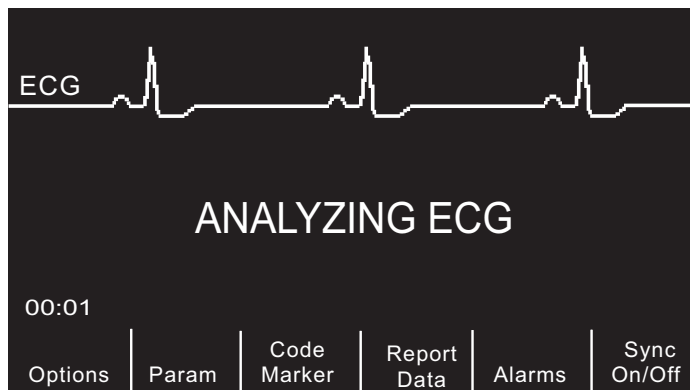 ECG
ANALYZING ECG
00:01
Options
Param
Code
Marker
Report
Data
Alarms
Sync
On/Off